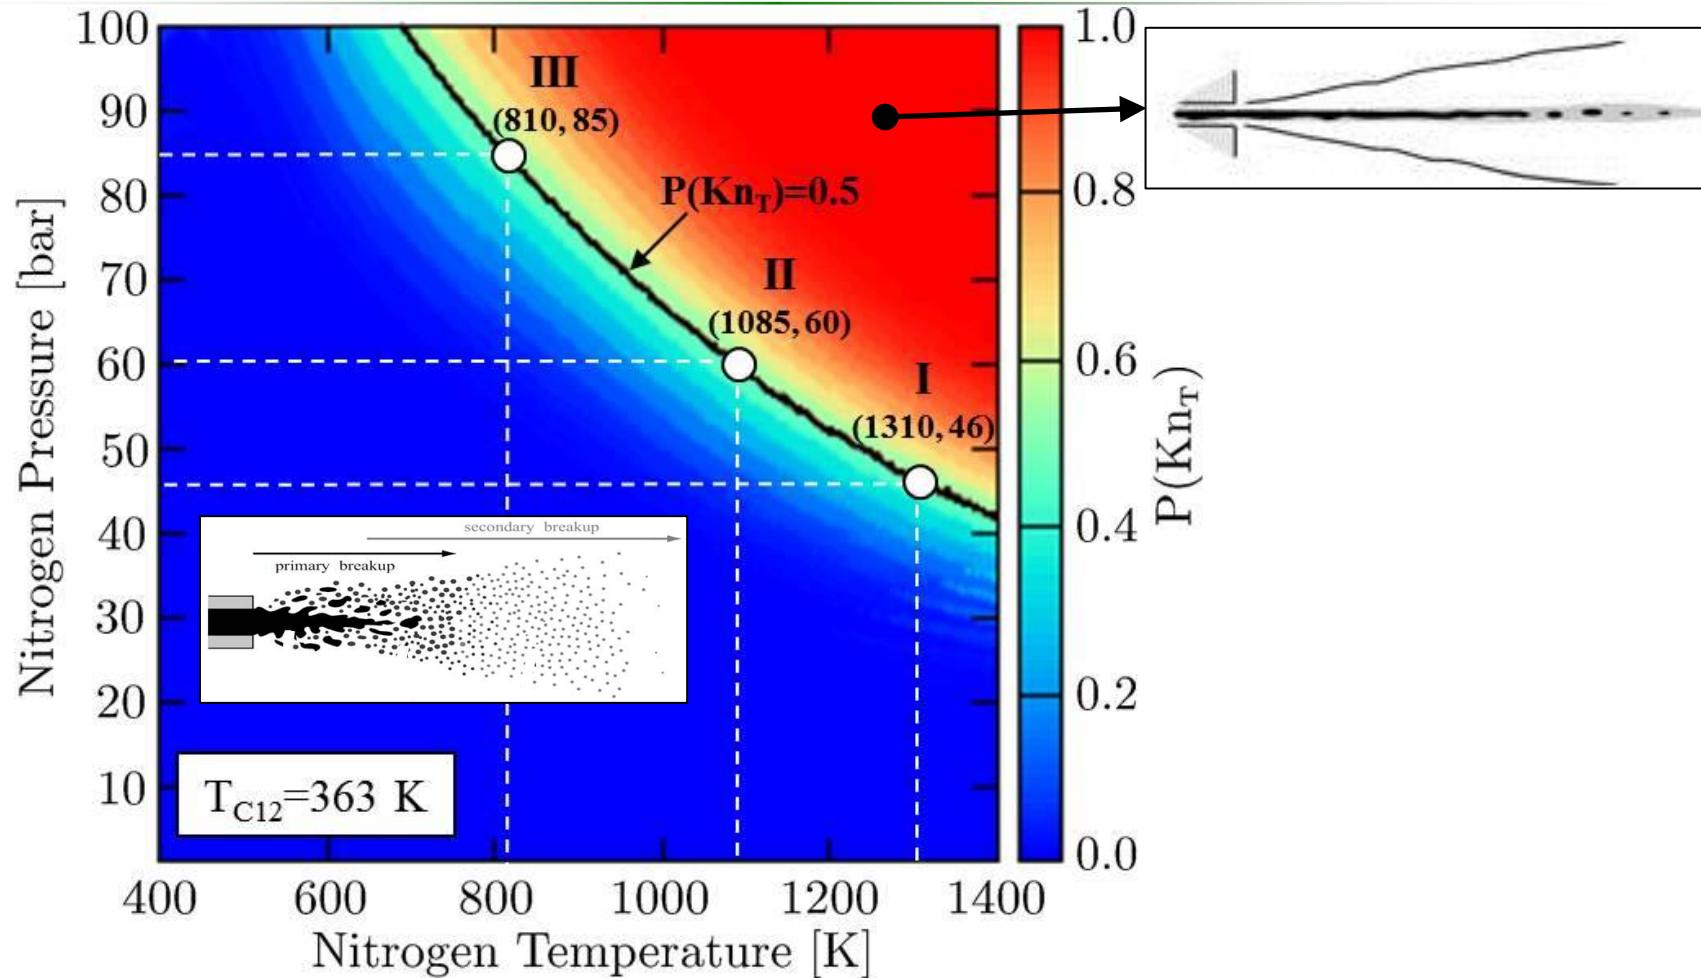 100
90
80
70
60
50
40
30
20
10
Nitrogen Pressure [bar]
400 600 800 1000 1200 1400
Nitrogen Temperature [K]
III
(810, 85)
P(Kn_T)=0.5
II
(1085, 60)
I
(1310, 46)
secondary breakup
primary breakup
T_C12=363 K
1.0
0.8
0.6
0.4
0.2
0.0
P(Kn_T)